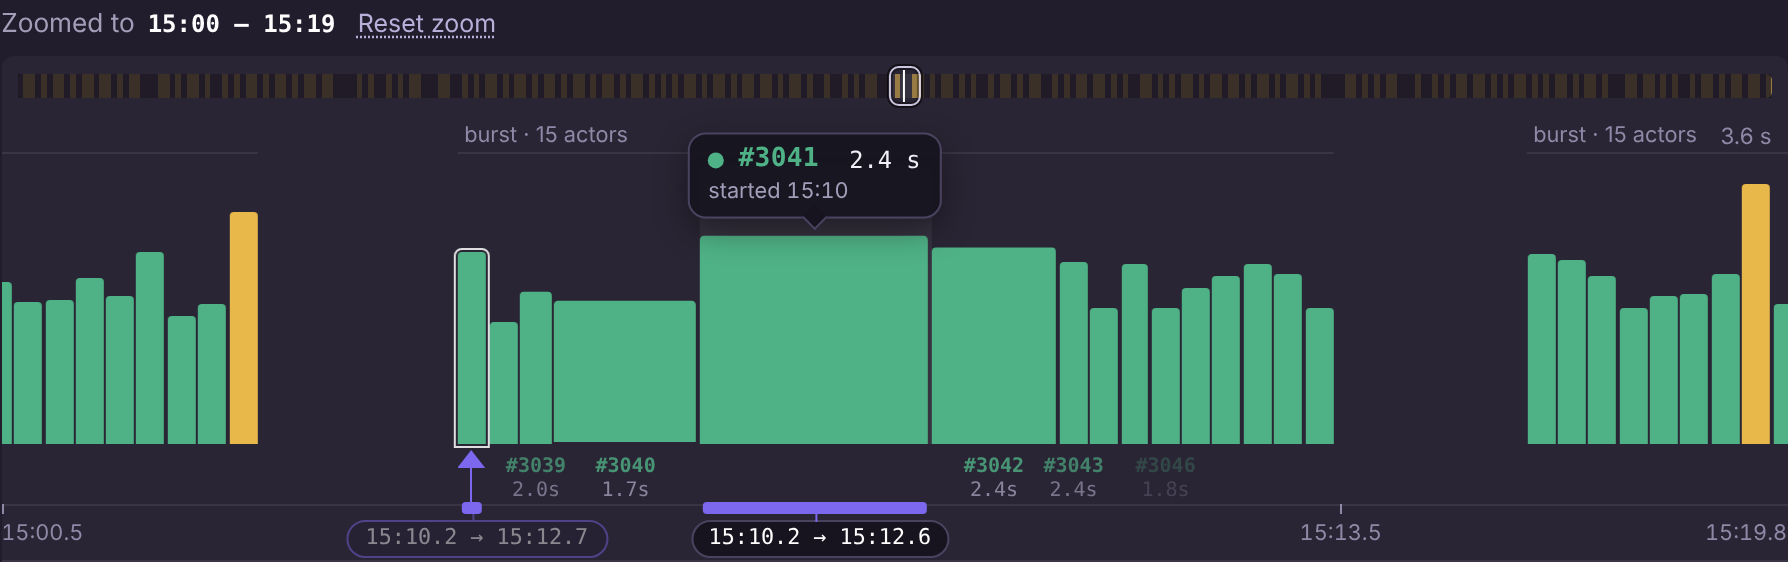 Zoomed to 15:00 – 15:19 Reset zoom
burst · 15 actors
burst · 15 actors 3.6 s
#3041 2.4 s
started 15:10
#3039 #3040 #3042 #3043 #3046
2.0s 1.7s 2.4s 2.4s 1.8s
15:00.5 15:10.2 → 15:12.7 15:10.2 → 15:12.6 15:13.5 15:19.8